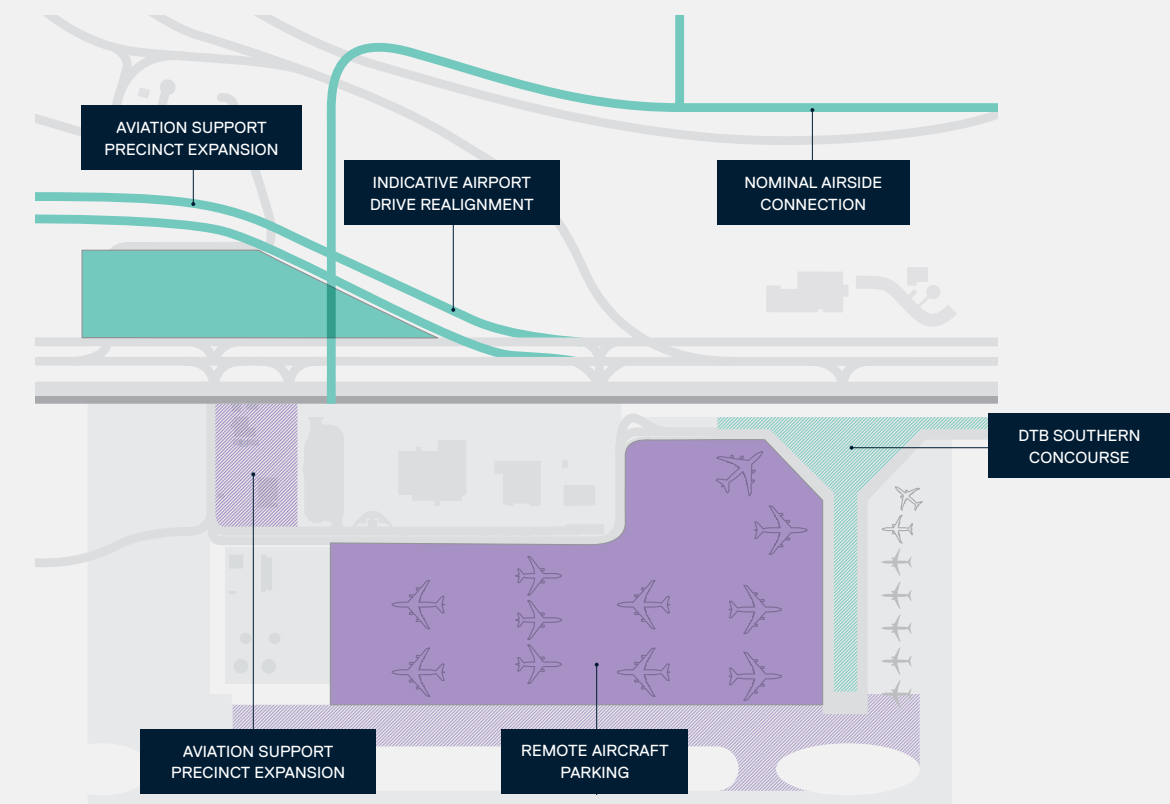 AVIATION SUPPORT
PRECINCT EXPANSION
INDICATIVE AIRPORT
DRIVE REALIGNMENT
NOMINAL AIRSIDE
CONNECTION
DTB SOUTHERN
CONCOURSE
AVIATION SUPPORT
PRECINCT EXPANSION
REMOTE AIRCRAFT
PARKING